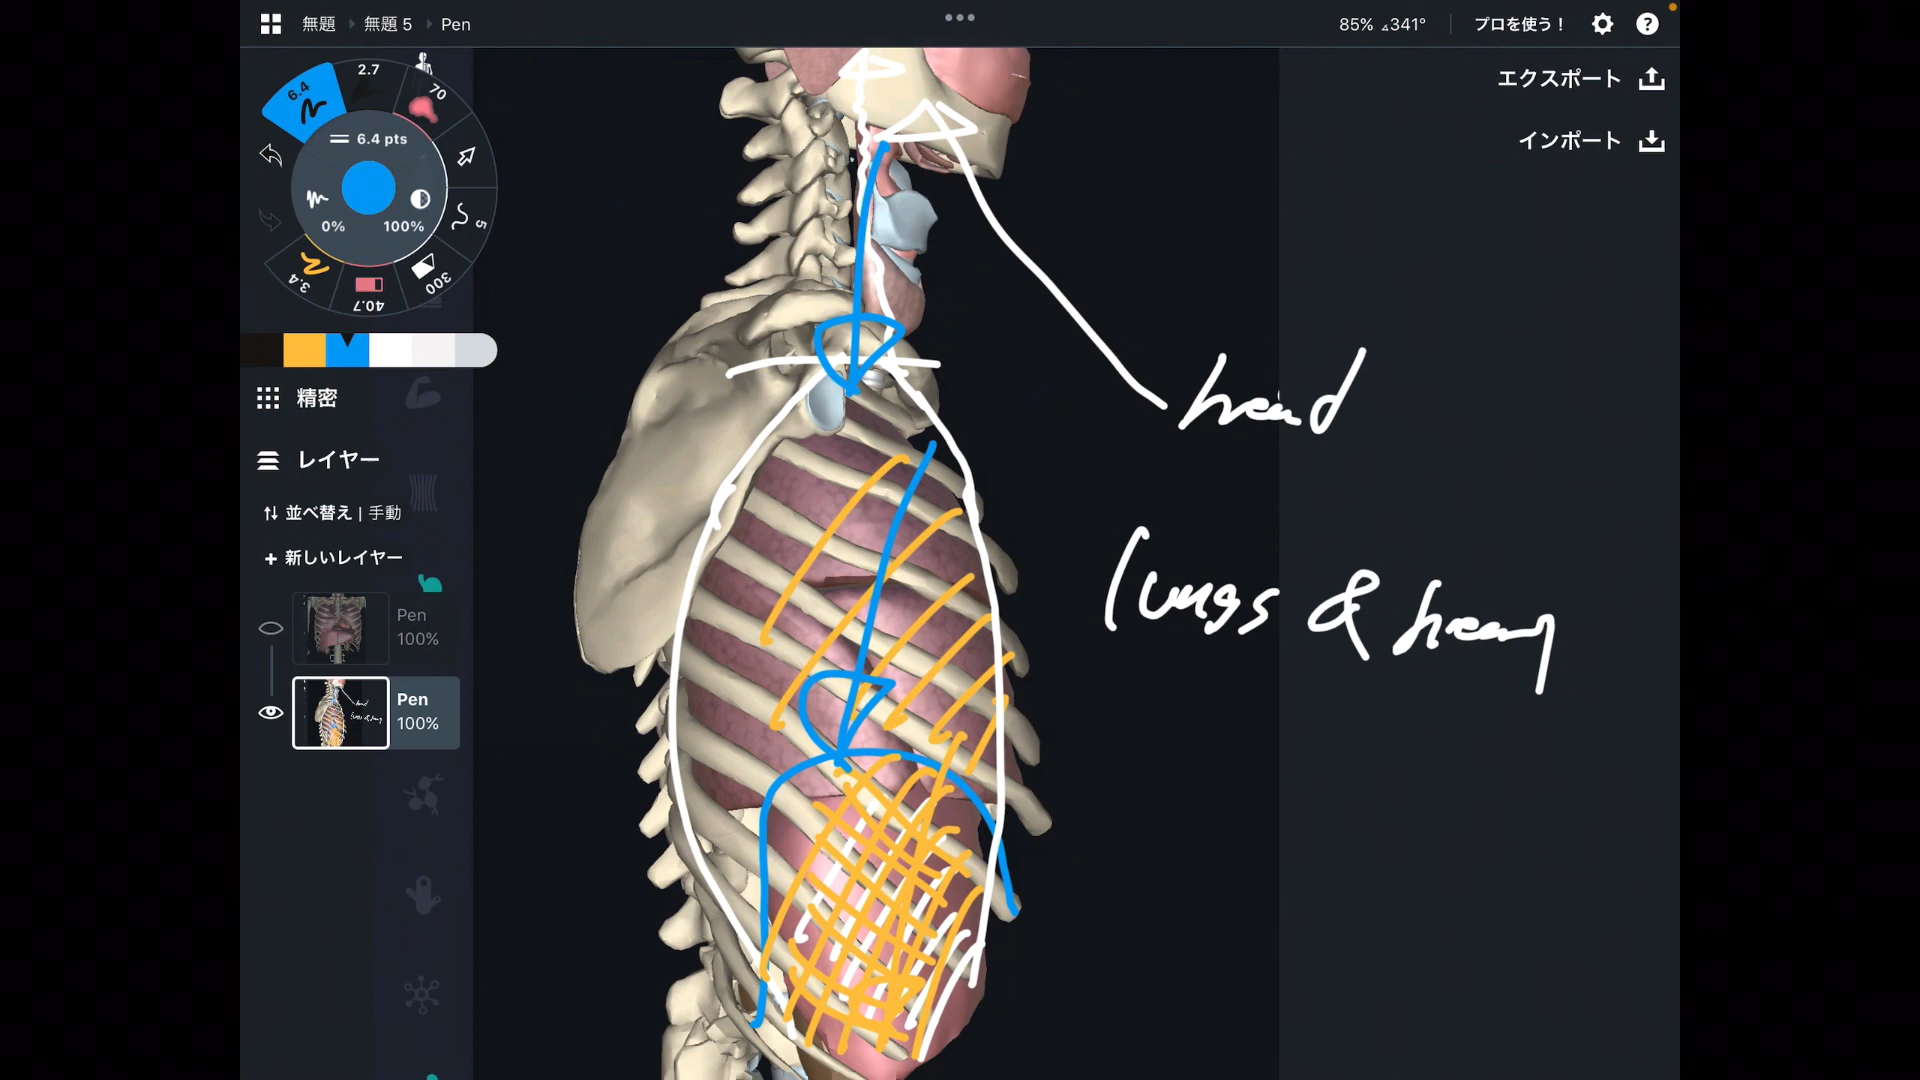 無題 無題 5 Pen
85% ⊿341°
プロを使う！
エクスポート
インポート
6.4
2.7
70
5
300
40.7
3.4
6.4 pts
0% 100%
精密
レイヤー
並べ替え | 手動
+ 新しいレイヤー
Pen
100%
Pen
100%
head
lungs &